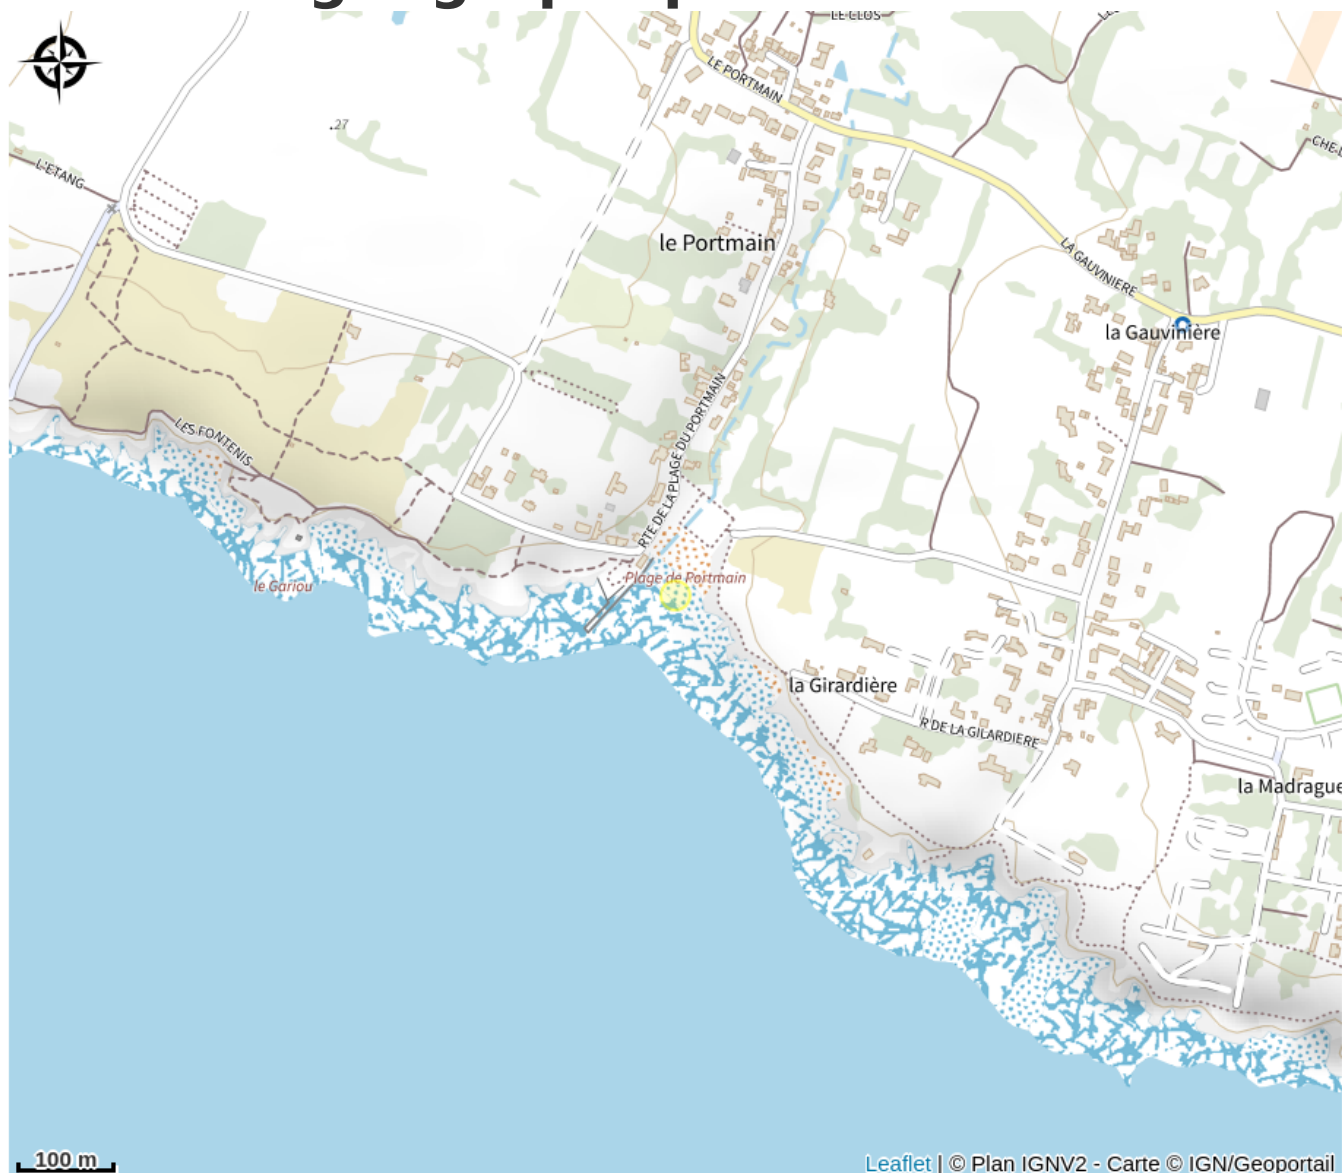 LE CLOS
LE PORTMAIN
.27
CHE
L'ETANG
le Portmain
LA GAUVINIERE
la Gauvinière
RTE DE LA PLAGE DU PORTMAIN
LES FONTENIS
Plage de Portmain
le Gariou
la Girardière
R DE LA GILARDIERE
la Madrague
100 m
Leaflet | © Plan IGNV2 - Carte © IGN/Geoportail